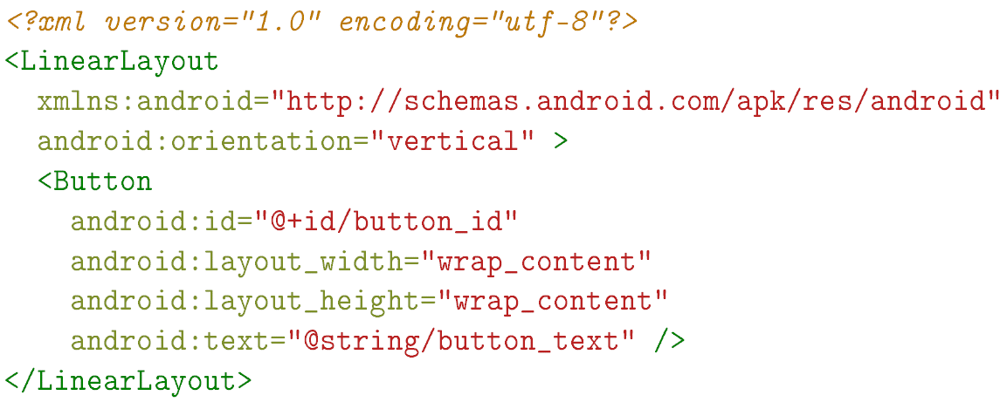 <?xml version="1.0" encoding="utf-8"?>
<LinearLayout
  xmlns:android="http://schemas.android.com/apk/res/android"
  android:orientation="vertical" >
  <Button
    android:id="@+id/button_id"
    android:layout_width="wrap_content"
    android:layout_height="wrap_content"
    android:text="@string/button_text" />
</LinearLayout>